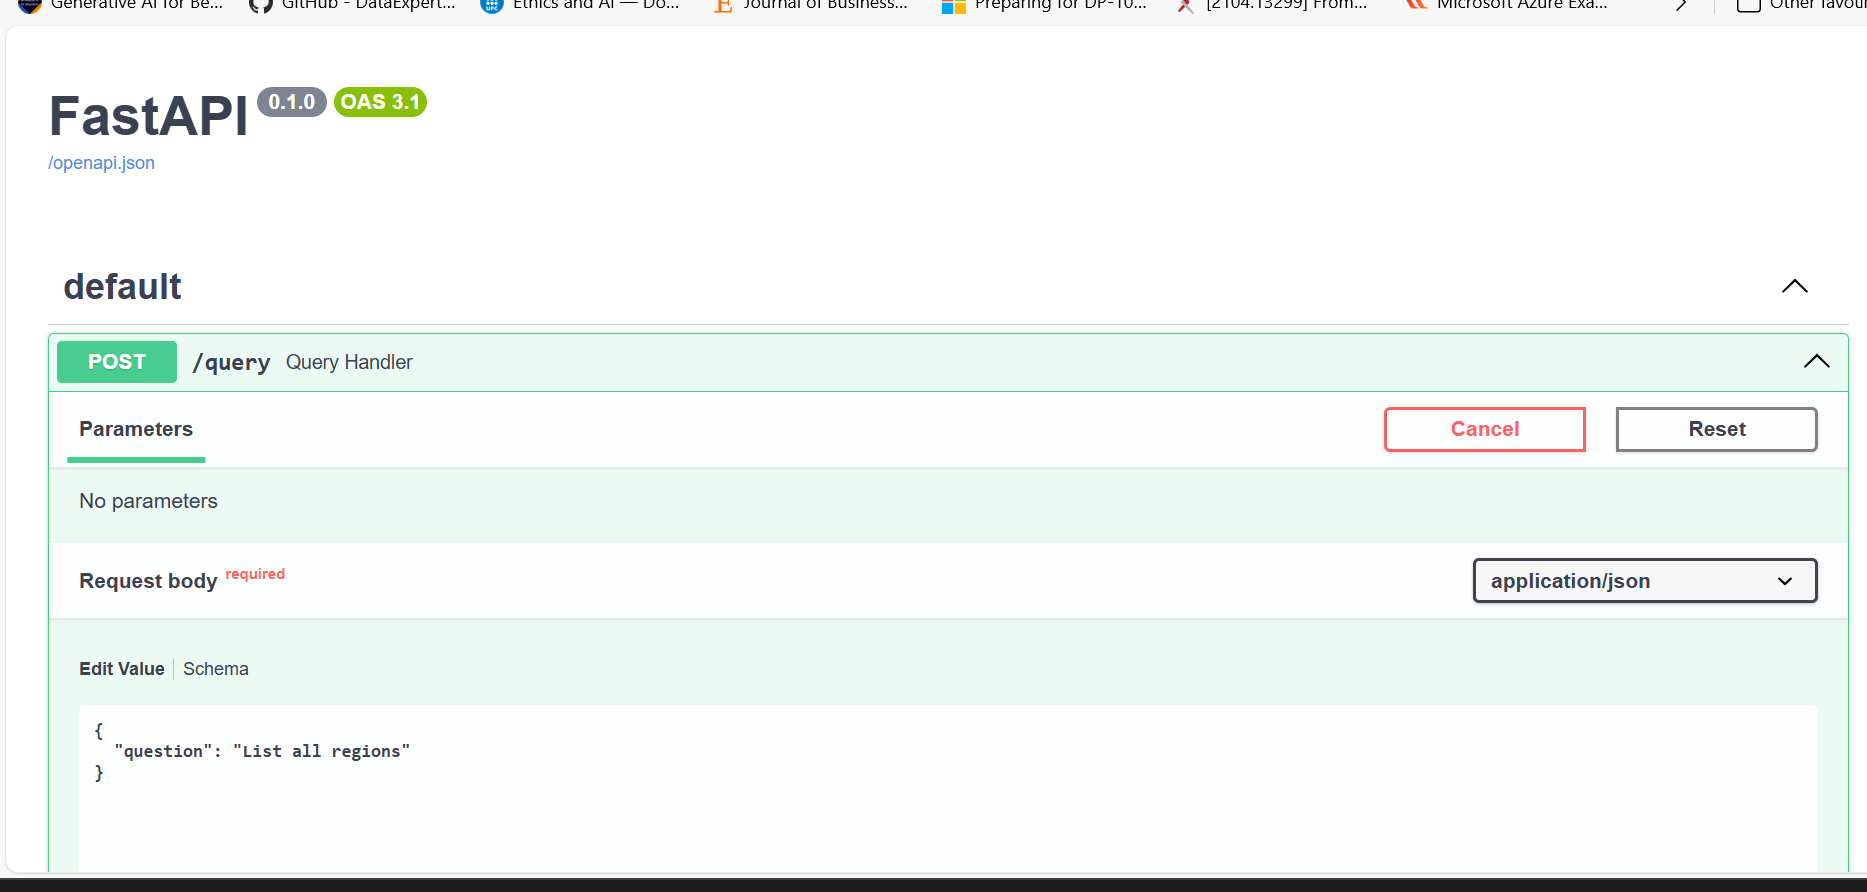 Generative AI for Be... GitHub - DataExpert... Ethics and AI — Do... Journal of Business... Preparing for DP-10... [2104.13299] From... Microsoft Azure Exa... Other favour
FastAPI 0.1.0 OAS 3.1
/openapi.json
default
POST /query Query Handler
Parameters Cancel Reset
No parameters
Request body required application/json
Edit Value Schema
{
"question": "List all regions"
}